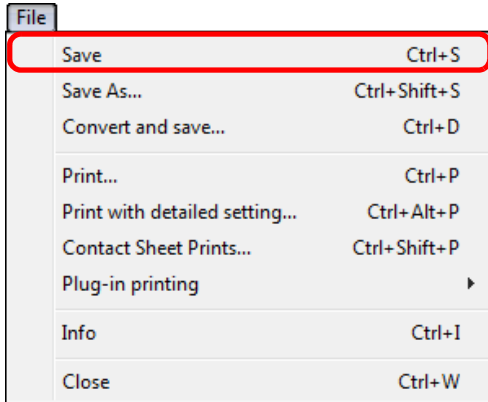 File
Save Ctrl+S
Save As... Ctrl+Shift+S
Convert and save... Ctrl+D
Print... Ctrl+P
Print with detailed setting... Ctrl+Alt+P
Contact Sheet Prints... Ctrl+Shift+P
Plug-in printing
Info Ctrl+I
Close Ctrl+W